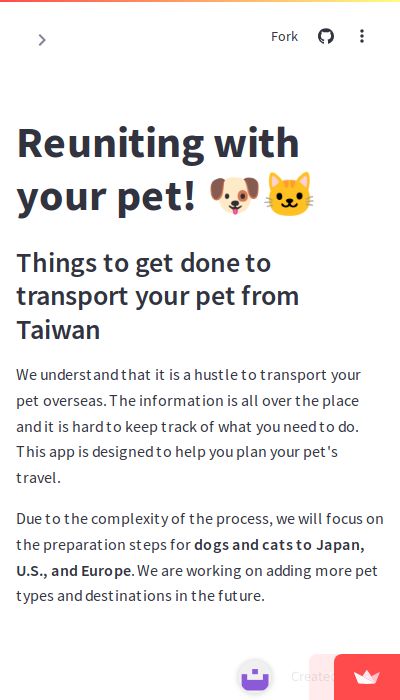 Fork
Reuniting with
your pet!
Things to get done to
transport your pet from
Taiwan
We understand that it is a hustle to transport your
pet overseas. The information is all over the place
and it is hard to keep track of what you need to do.
This app is designed to help you plan your pet's
travel.
Due to the complexity of the process, we will focus on
the preparation steps for dogs and cats to Japan,
U.S., and Europe. We are working on adding more pet
types and destinations in the future.
Created